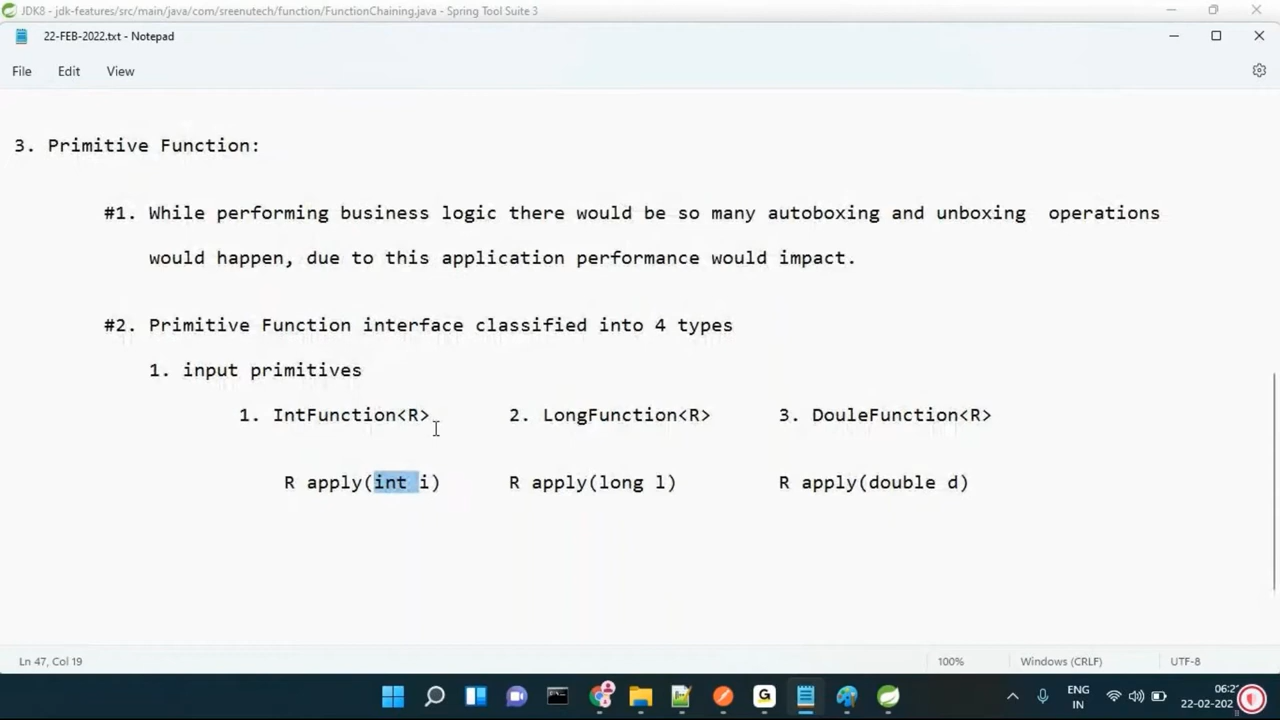 JDK8 - jdk-features/src/main/java/com/sreenutech/function/FunctionChaining.java - Spring Tool Suite 3
22-FEB-2022.txt - Notepad
File Edit View
3. Primitive Function:
#1. While performing business logic there would be so many autoboxing and unboxing operations
would happen, due to this application performance would impact.
#2. Primitive Function interface classified into 4 types
1. input primitives
1. IntFunction<R> 2. LongFunction<R> 3. DouleFunction<R>
R apply(int i) R apply(long l) R apply(double d)
Ln 47, Col 19 100% Windows (CRLF) UTF-8
ENG
IN
22-02-202